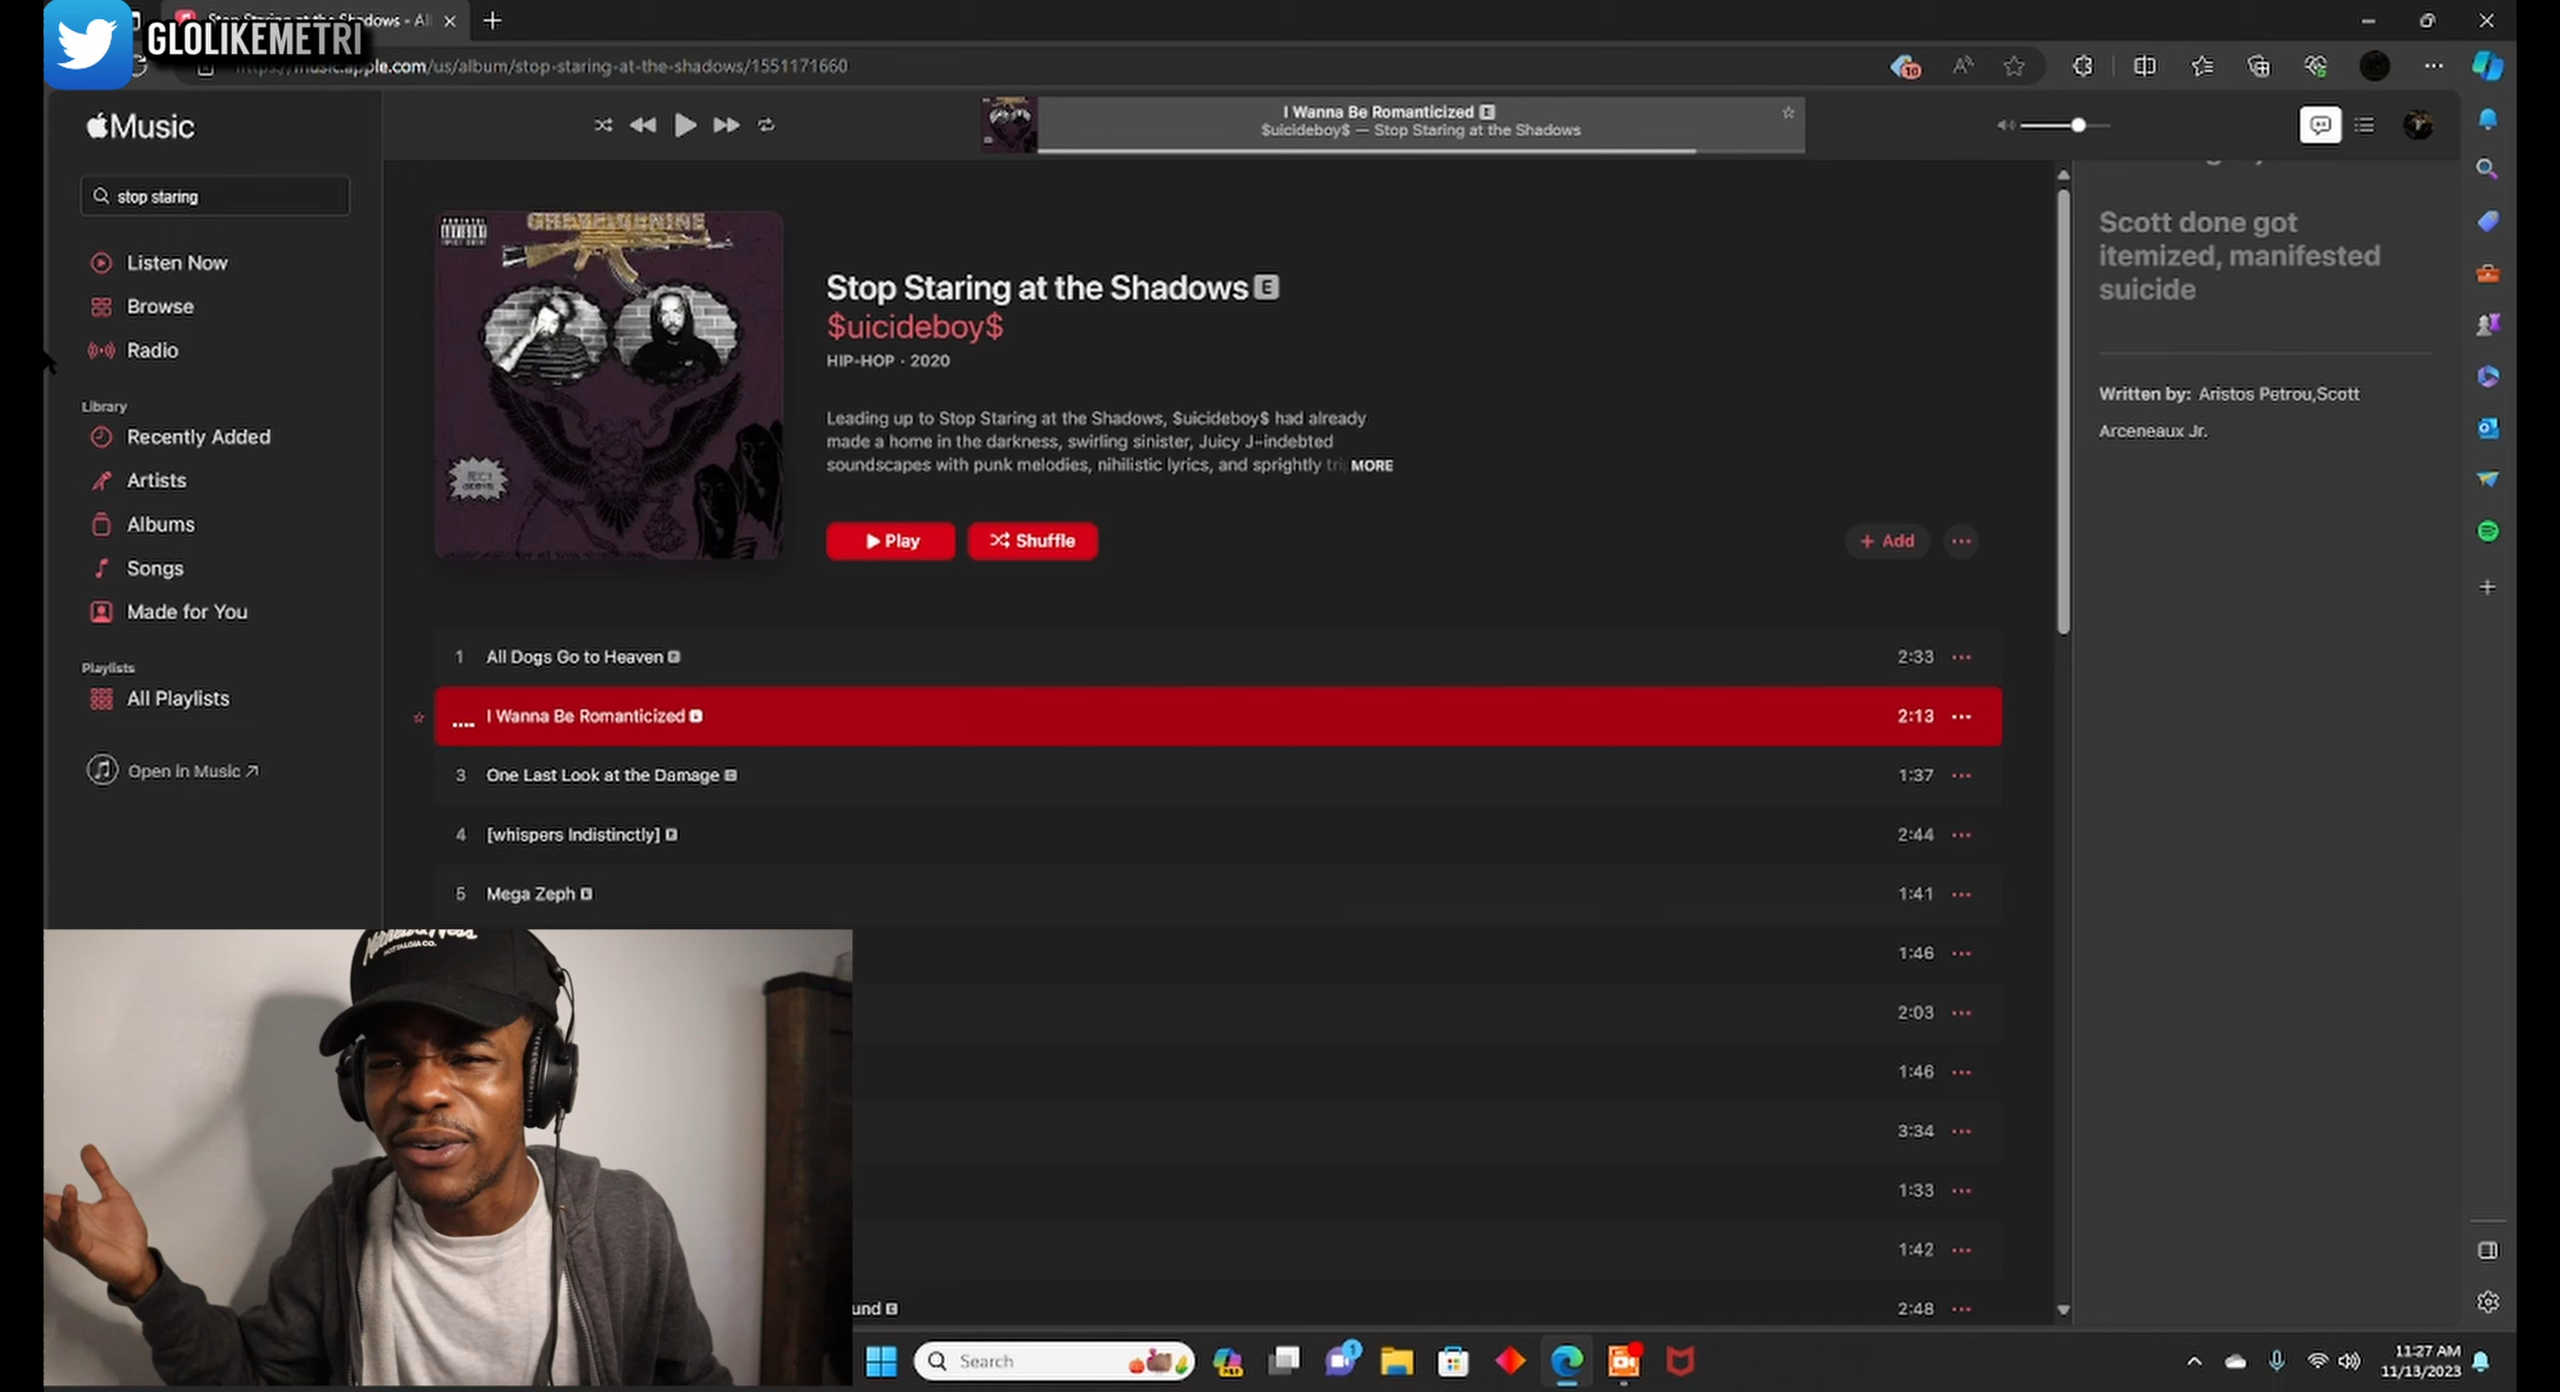 GLOLIKEMETRI
https://music.apple.com/us/album/stop-staring-at-the-shadows/1551171660
10
Music
I Wanna Be Romanticized E
$uicideboy$ — Stop Staring at the Shadows
stop staring
Listen Now
Browse
Radio
Library
Recently Added
Artists
Albums
Songs
Made for You
Playlists
All Playlists
Open in Music
Stop Staring at the Shadows E
$uicideboy$
HIP-HOP · 2020
Leading up to Stop Staring at the Shadows, $uicideboy$ had already
made a home in the darkness, swirling sinister, Juicy J-indebted
soundscapes with punk melodies, nihilistic lyrics, and sprightly MORE
Play
Shuffle
+ Add
1 All Dogs Go to Heaven E 2:33
I Wanna Be Romanticized E 2:13
3 One Last Look at the Damage E 1:37
4 [whispers Indistinctly] E 2:44
5 Mega Zeph E 1:41
1:46
2:03
1:46
3:34
1:33
1:42
und E 2:48
Scott done got
itemized, manifested
suicide
Written by: Aristos Petrou,Scott
Arceneaux Jr.
NOSTALGIA CO.
Search
1
11:27 AM
11/13/2023